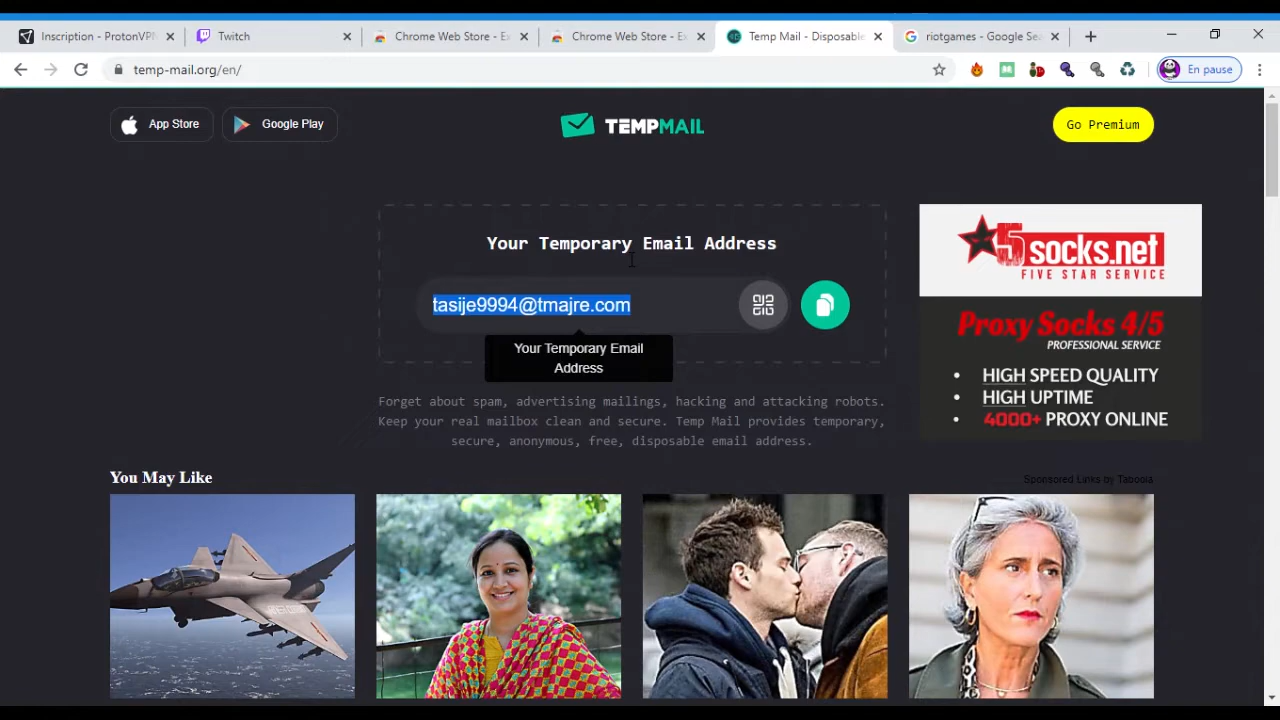 Inscription - ProtonVPN
Twitch
Chrome Web Store - Ex
Chrome Web Store - Ex
Temp Mail - Disposable
riotgames - Google Sea
temp-mail.org/en/
En pause
App Store
Google Play
TEMPMAIL
Go Premium
Your Temporary Email Address
tasije9994@tmajre.com
Your Temporary Email
Address
Forget about spam, advertising mailings, hacking and attacking robots.
Keep your real mailbox clean and secure. Temp Mail provides temporary,
secure, anonymous, free, disposable email address.
5socks.net
FIVE STAR SERVICE
Proxy Socks 4/5
PROFESSIONAL SERVICE
• HIGH SPEED QUALITY
• HIGH UPTIME
• 4000+ PROXY ONLINE
You May Like
Sponsored Links by Taboola